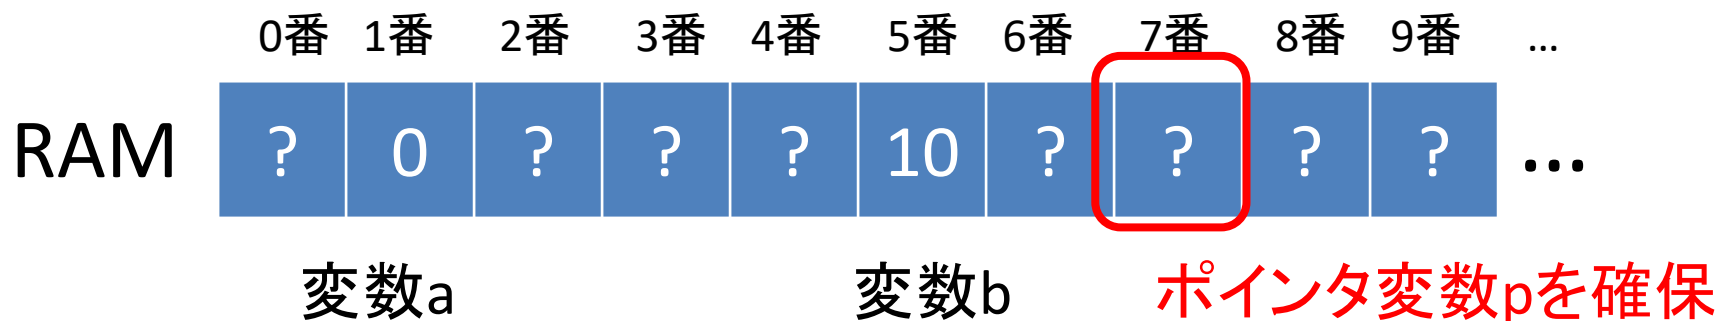 0番 1番 2番 3番 4番 5番 6番 7番 8番 9番 ...
RAM ? 0 ? ? ? 10 ? ? ? ? ...
変数a 変数b ポインタ変数pを確保